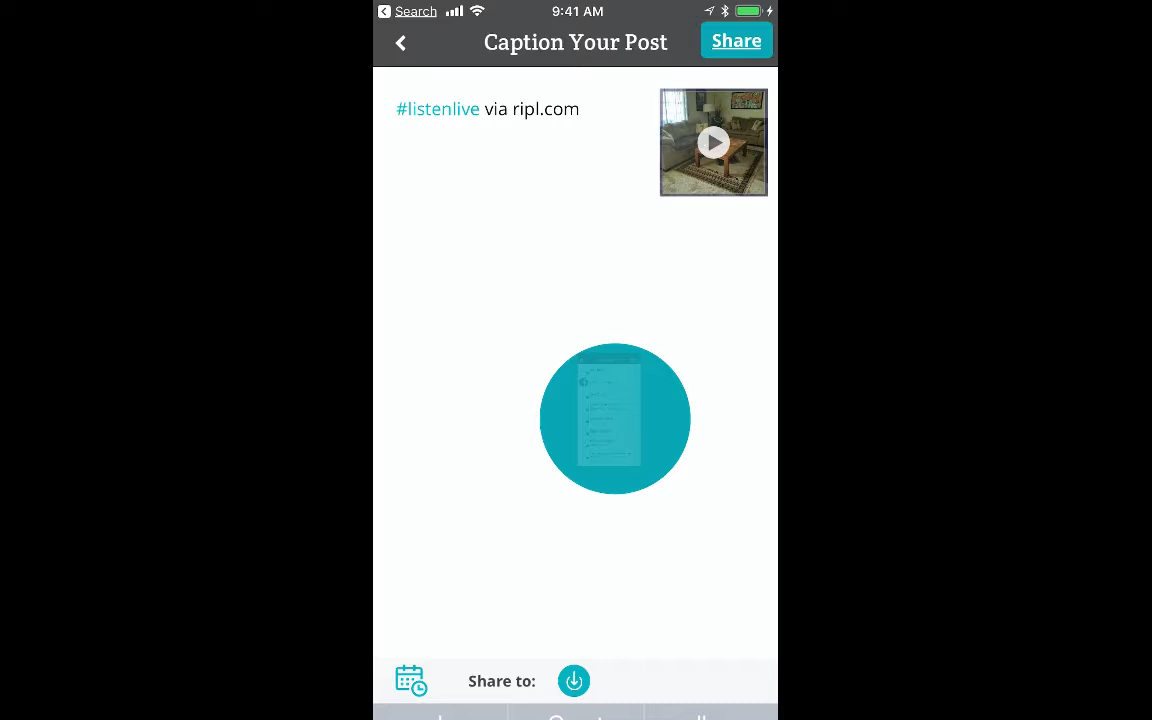 Search
9:41 AM
Caption Your Post
Share
#listenlive via ripl.com
Share to: